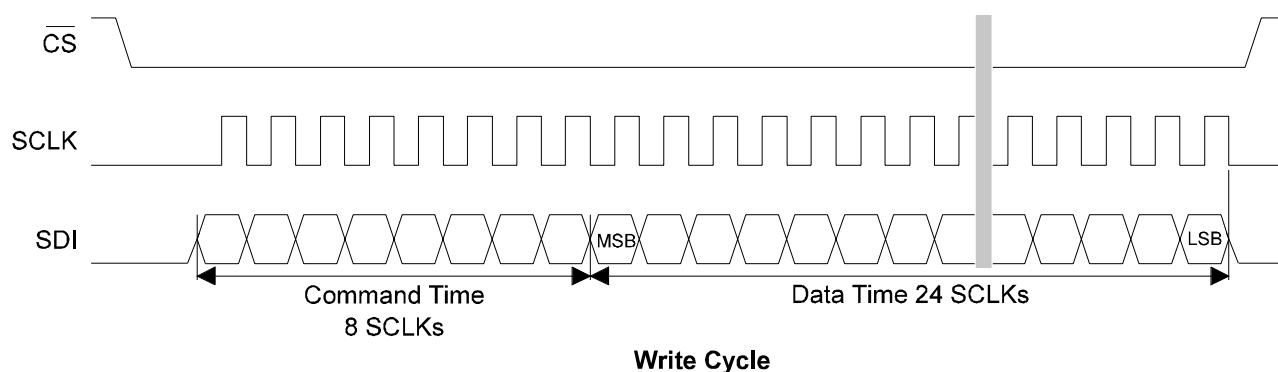 CS
SCLK
SDI
MSB
LSB
Command Time
8 SCLKs
Data Time 24 SCLKs
Write Cycle